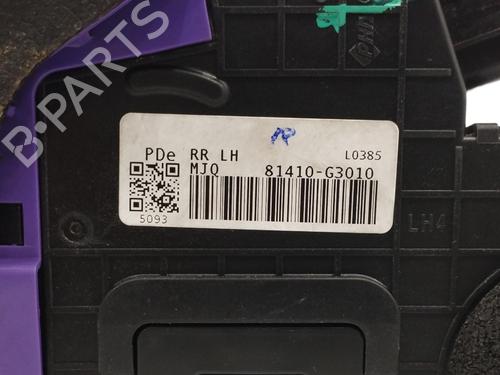 PDe RR LH L0385
MJQ 81410-G3010
5093
LH4
B-PARTS